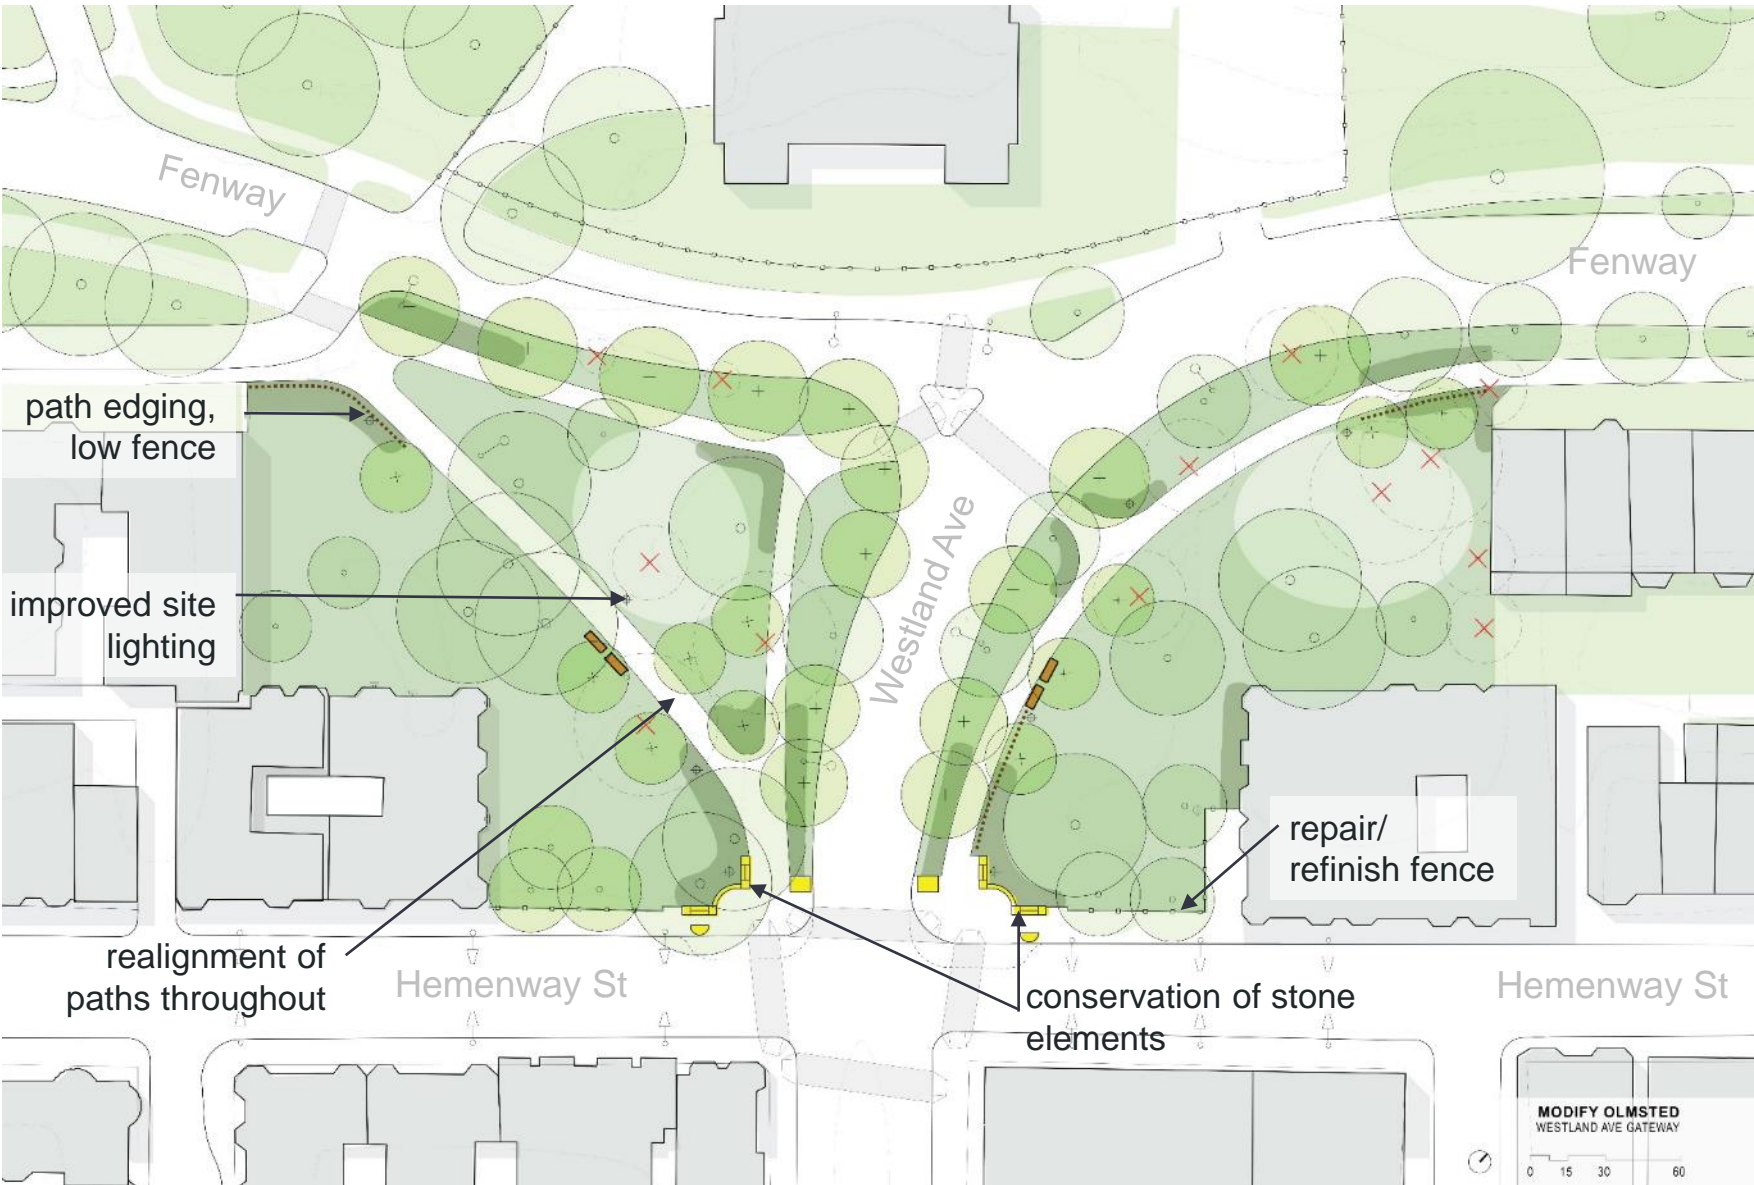 Fenway
Fenway
path edging,
low fence
Westland Ave
improved site
lighting
repair/
refinish fence
realignment of
paths throughout
Hemenway St
Hemenway St
conservation of stone
elements
MODIFY OLMSTED
WESTLAND AVE GATEWAY
0 15 30 60